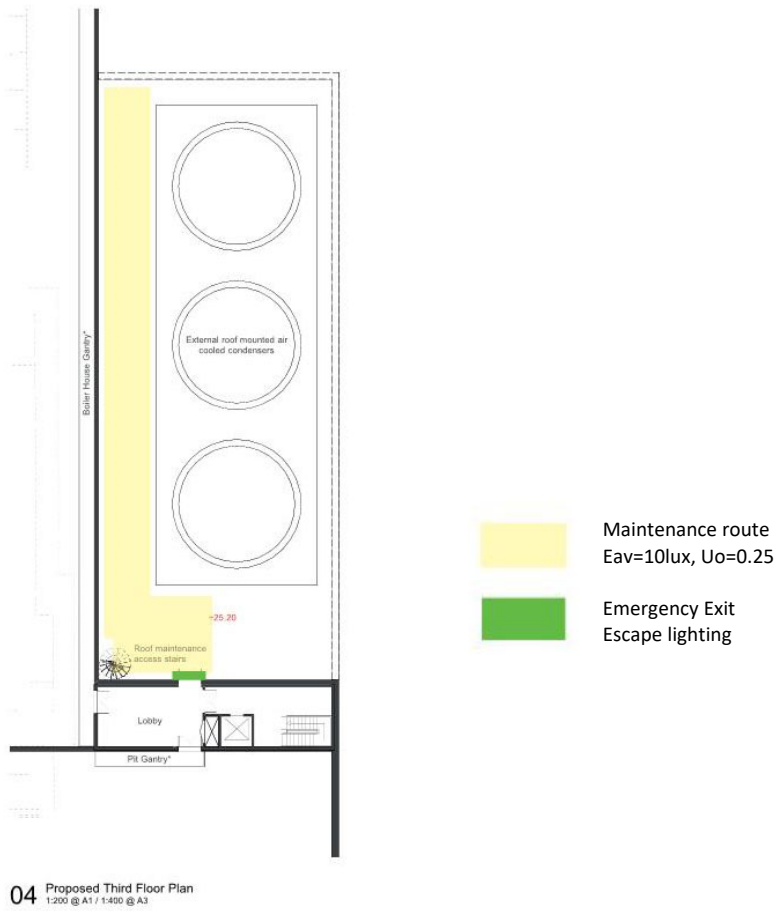 Boiler House Gantry*
External roof mounted air
cooled condensers
Maintenance route
Eav=10lux, Uo=0.25
Emergency Exit
Escape lighting
~25.20
Roof maintenance
access stairs
Lobby
Pit Gantry*
04 Proposed Third Floor Plan
1:200 @ A1 / 1:400 @ A3